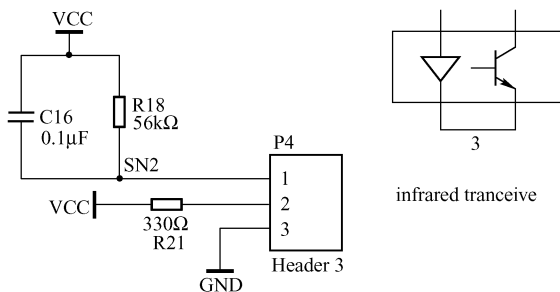 VCC
C16
0.1μF
R18
56kΩ
SN2
P4
1
VCC
2
330Ω
R21
3
GND
Header 3
3
infrared tranceive